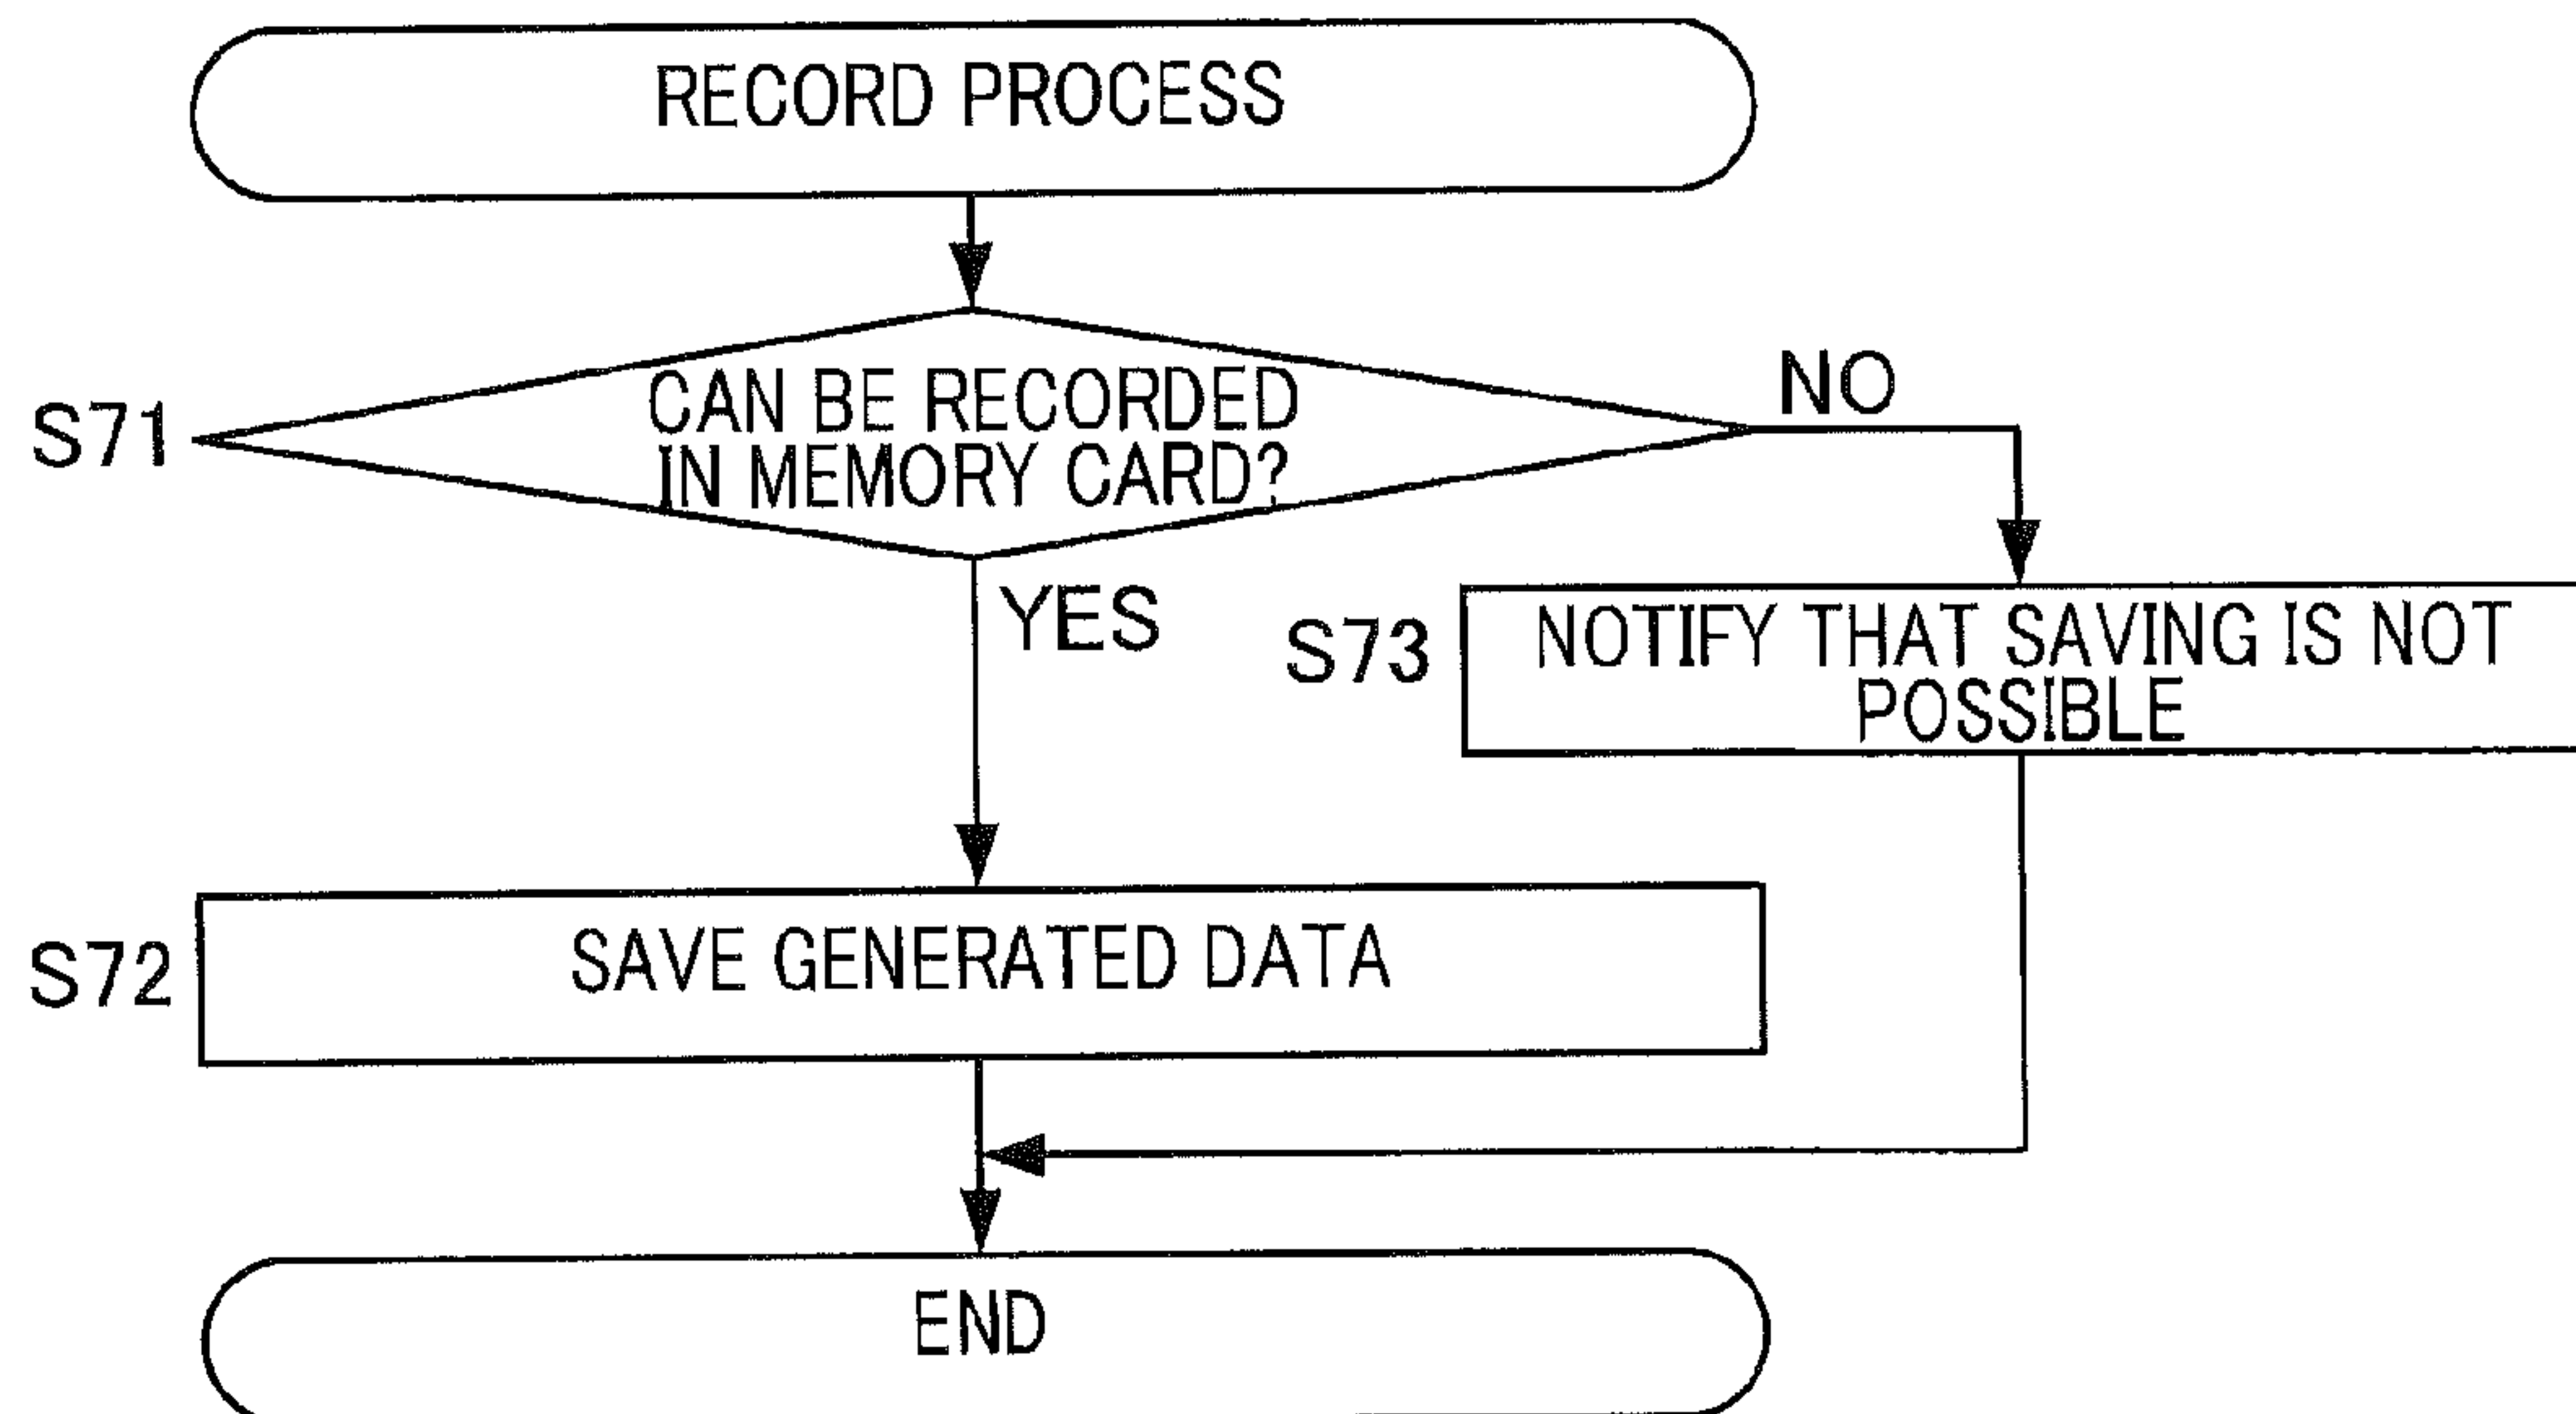 RECORD PROCESS
S71
CAN BE RECORDED
IN MEMORY CARD?
NO
YES
S73
NOTIFY THAT SAVING IS NOT
POSSIBLE
S72
SAVE GENERATED DATA
END